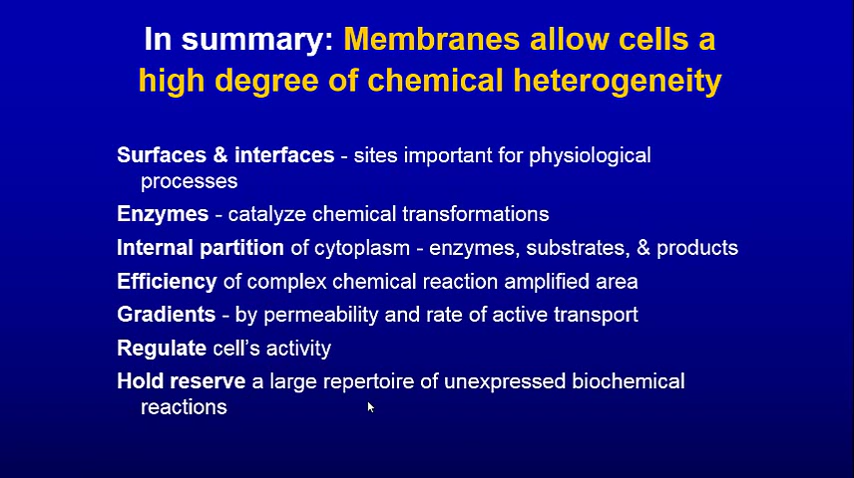 In summary: Membranes allow cells a
high degree of chemical heterogeneity
Surfaces & interfaces - sites important for physiological
processes
Enzymes - catalyze chemical transformations
Internal partition of cytoplasm - enzymes, substrates, & products
Efficiency of complex chemical reaction amplified area
Gradients - by permeability and rate of active transport
Regulate cell's activity
Hold reserve a large repertoire of unexpressed biochemical
reactions